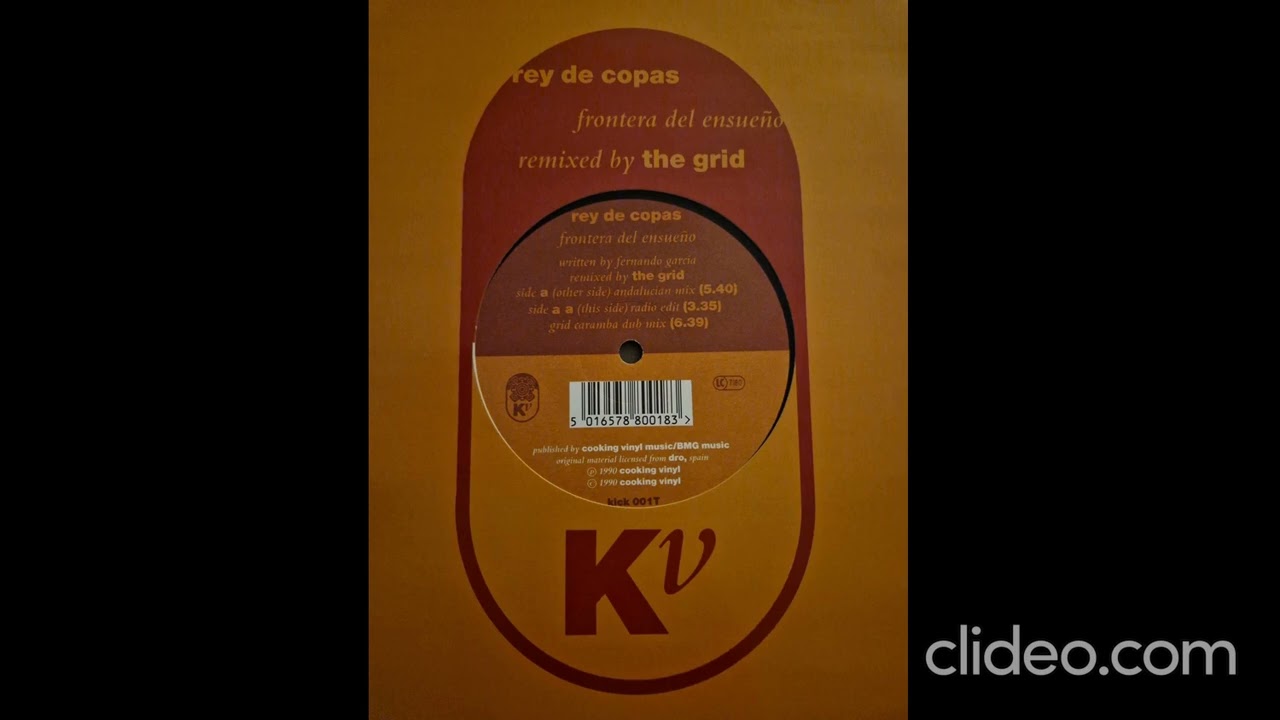 rey de copas
frontera del ensueño
remixed by the grid
rey de copas
frontera del ensueño
written by fernando garcia
remixed by the grid
side a (other side) andalucian mix (5.40)
side a a (this side) radio edit (3.35)
grid caramba dub mix (6.39)
Kv
LC
5 016578 800183 >
published by cooking vinyl music/BMG music
original material licensed from dro, spain
℗ 1990 cooking vinyl
© 1990 cooking vinyl
kick 001T
Kv
clideo.com